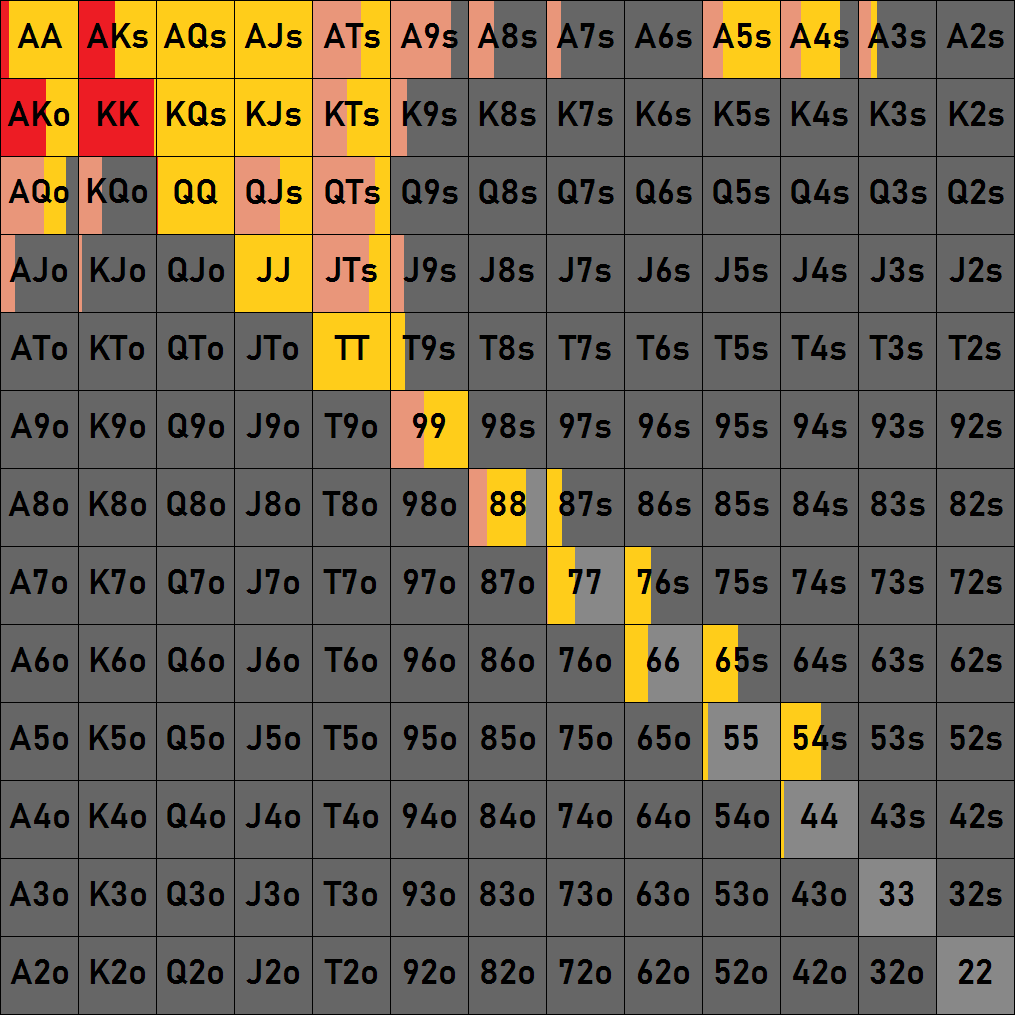 AA AKs AQs AJs ATs A9s A8s A7s A6s A5s A4s A3s A2s
AKo KK KQs KJs KTs K9s K8s K7s K6s K5s K4s K3s K2s
AQo KQo QQ QJs QTs Q9s Q8s Q7s Q6s Q5s Q4s Q3s Q2s
AJo KJo QJo JJ JTs J9s J8s J7s J6s J5s J4s J3s J2s
ATo KTo QTo JTo TT T9s T8s T7s T6s T5s T4s T3s T2s
A9o K9o Q9o J9o T9o 99 98s 97s 96s 95s 94s 93s 92s
A8o K8o Q8o J8o T8o 98o 88 87s 86s 85s 84s 83s 82s
A7o K7o Q7o J7o T7o 97o 87o 77 76s 75s 74s 73s 72s
A6o K6o Q6o J6o T6o 96o 86o 76o 66 65s 64s 63s 62s
A5o K5o Q5o J5o T5o 95o 85o 75o 65o 55 54s 53s 52s
A4o K4o Q4o J4o T4o 94o 84o 74o 64o 54o 44 43s 42s
A3o K3o Q3o J3o T3o 93o 83o 73o 63o 53o 43o 33 32s
A2o K2o Q2o J2o T2o 92o 82o 72o 62o 52o 42o 32o 22